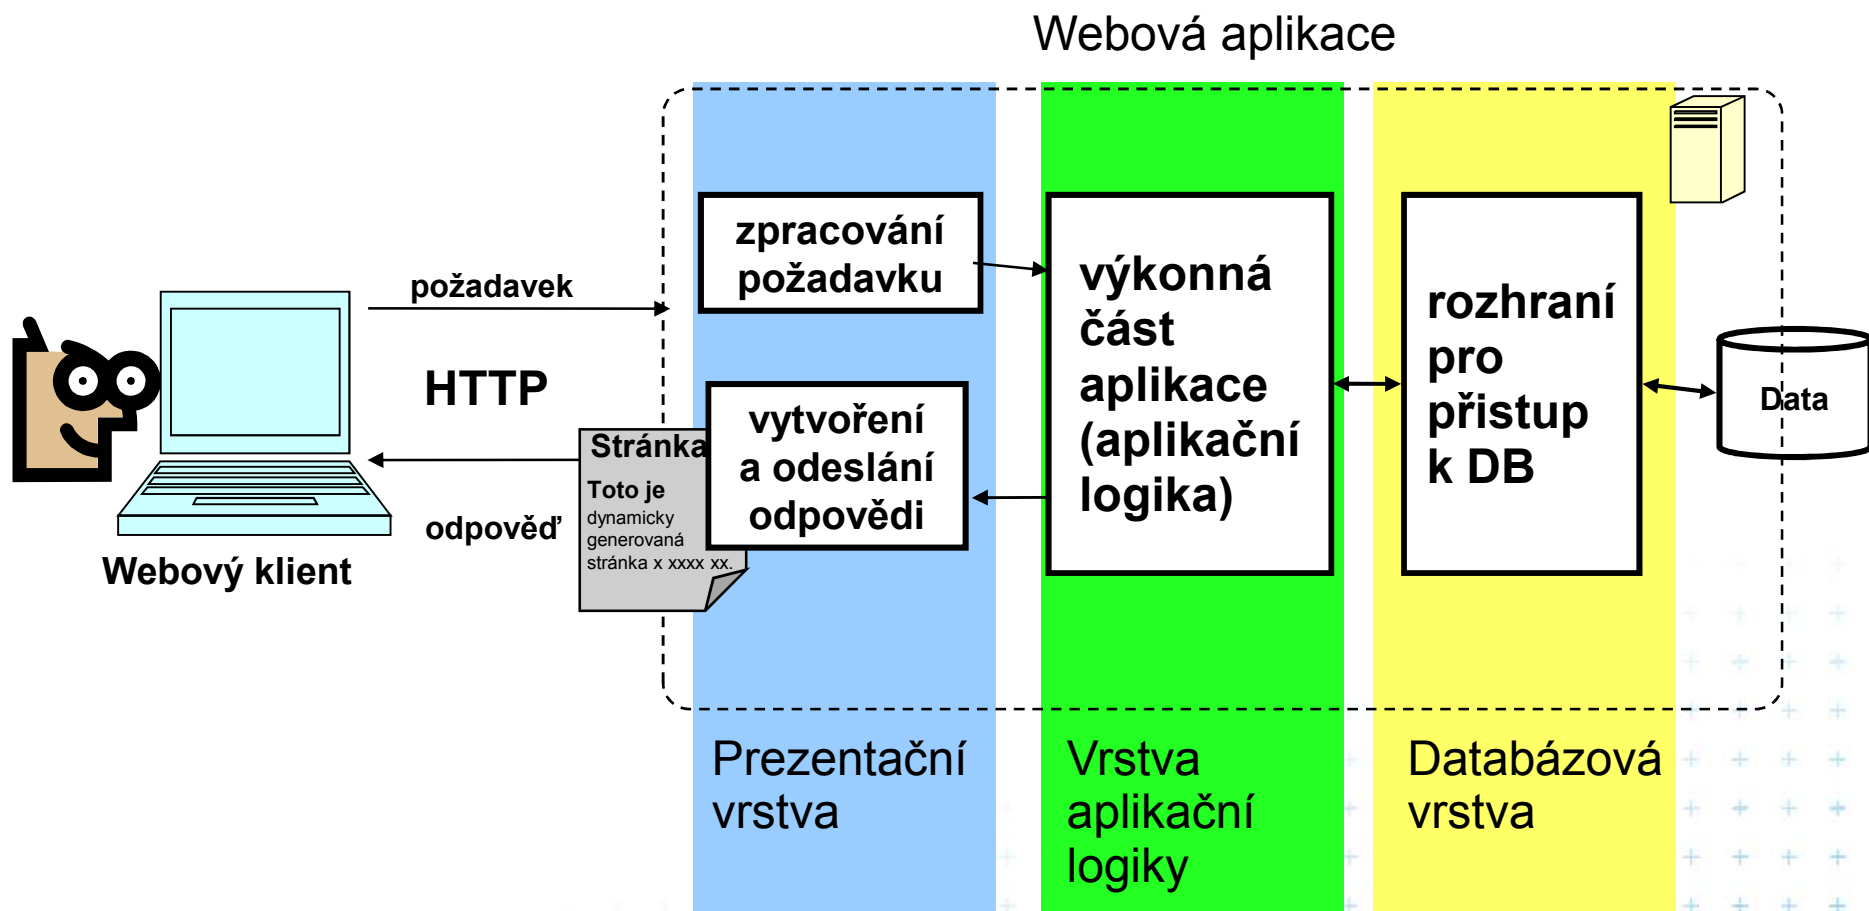 Webová aplikace
požadavek
HTTP
odpověď
Webový klient
Stránka
Toto je
dynamicky
generovaná
stránka x xxxx xx.
zpracování
požadavku
vytvoření
a odeslání
odpovědi
výkonná
část
aplikace
(aplikační
logika)
rozhraní
pro
přistup
k DB
Data
Prezentační
vrstva
Vrstva
aplikační
logiky
Databázová
vrstva